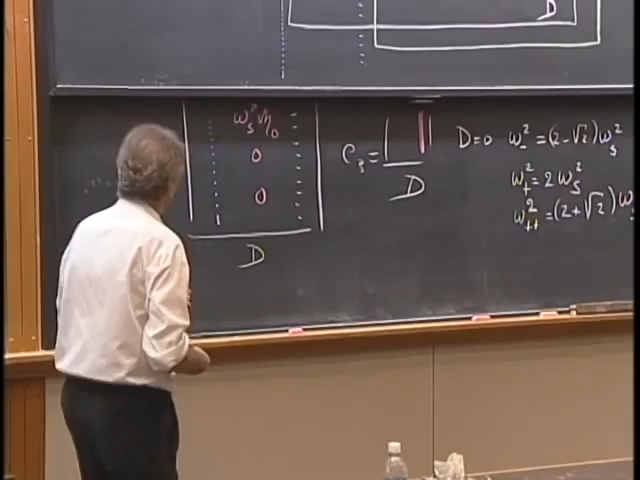 D
ω_s² η_0
0
0
D
C_3 =
D
D=0 ω_-² = (2-√2) ω_s²
ω_+² = 2 ω_s²
ω_++² = (2+√2) ω_s